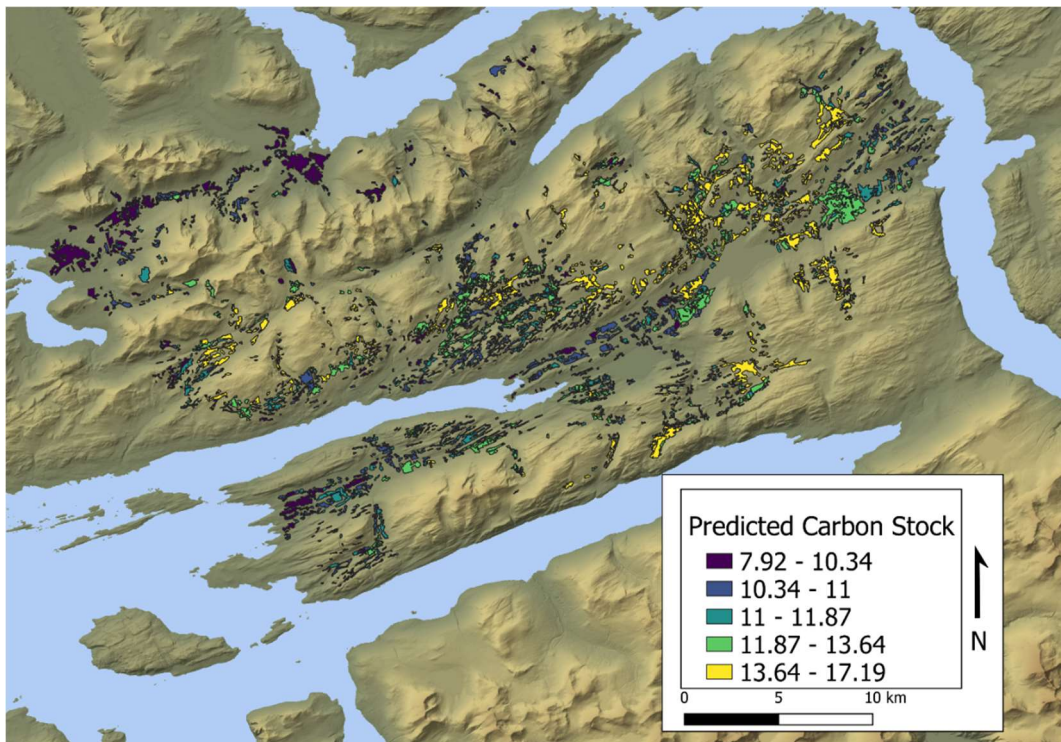 Predicted Carbon Stock
7.92 - 10.34
10.34 - 11
11 - 11.87
11.87 - 13.64
13.64 - 17.19
N
0 5 10 km